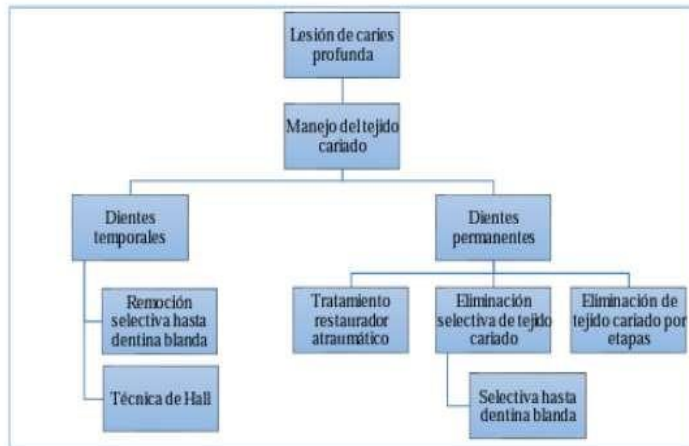 Lesión de caries
profunda
Manejo del tejido
cariado
Dientes
temporales
Dientes
permanentes
Remoción
selectiva hasta
dentina blanda
Técnica de Hall
Tratamiento
restaurador
atraumático
Eliminación
selectiva de tejido
cariado
Eliminación de
tejido cariado por
etapas
Selectiva hasta
dentina blanda